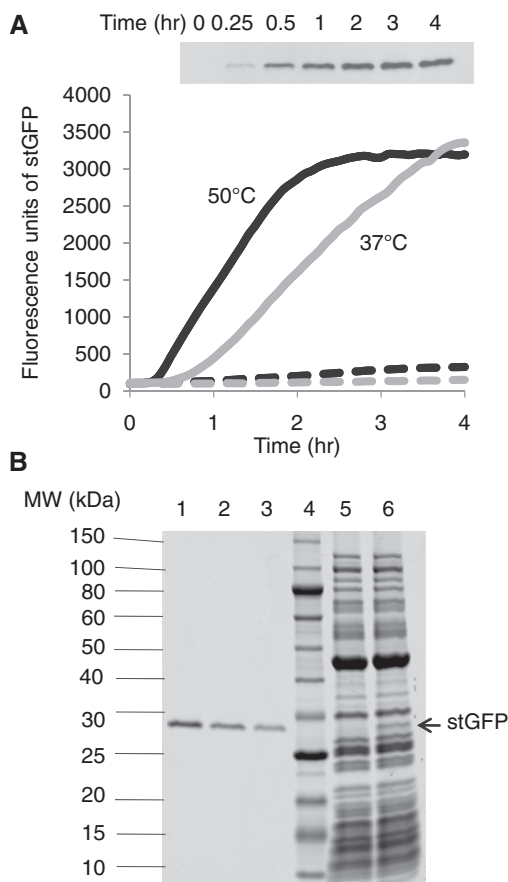 A
Time (hr) 0 0.25 0.5 1 2 3 4
Fluorescence units of stGFP
4000
3500
3000
2500
2000
1500
1000
500
0
50°C
37°C
0 1 2 3 4
Time (hr)
B
MW (kDa) 1 2 3 4 5 6
150
100
80
60
50
40
30
25
20
15
10
stGFP